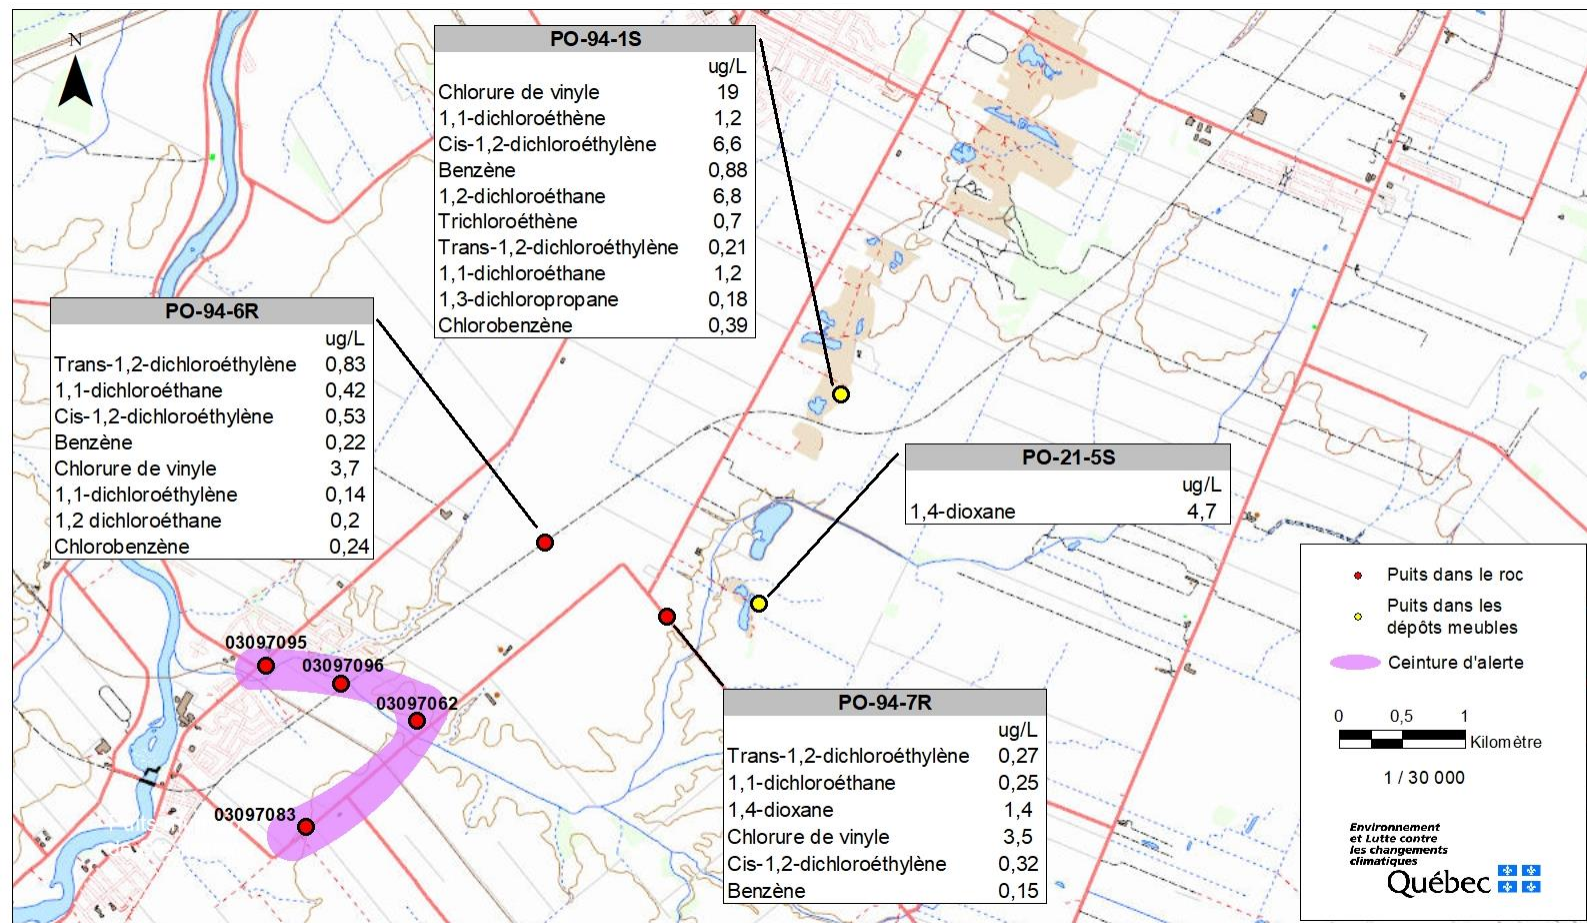 N
PO-94-1S
ug/L
Chlorure de vinyle 19
1,1-dichloroéthène 1,2
Cis-1,2-dichloroéthylène 6,6
Benzène 0,88
1,2-dichloroéthane 6,8
Trichloroéthène 0,7
Trans-1,2-dichloroéthylène 0,21
1,1-dichloroéthane 1,2
1,3-dichloropropane 0,18
Chlorobenzène 0,39
PO-94-6R
ug/L
Trans-1,2-dichloroéthylène 0,83
1,1-dichloroéthane 0,42
Cis-1,2-dichloroéthylène 0,53
Benzène 0,22
Chlorure de vinyle 3,7
1,1-dichloroéthylène 0,14
1,2 dichloroéthane 0,2
Chlorobenzène 0,24
PO-21-5S
ug/L
1,4-dioxane 4,7
03097095
03097096
03097062
03097083
PO-94-7R
ug/L
Trans-1,2-dichloroéthylène 0,27
1,1-dichloroéthane 0,25
1,4-dioxane 1,4
Chlorure de vinyle 3,5
Cis-1,2-dichloroéthylène 0,32
Benzène 0,15
Puits dans le roc
Puits dans les
dépôts meubles
Ceinture d'alerte
0 0,5 1
Kilomètre
1 / 30 000
Environnement
et Lutte contre
les changements
climatiques
Québec